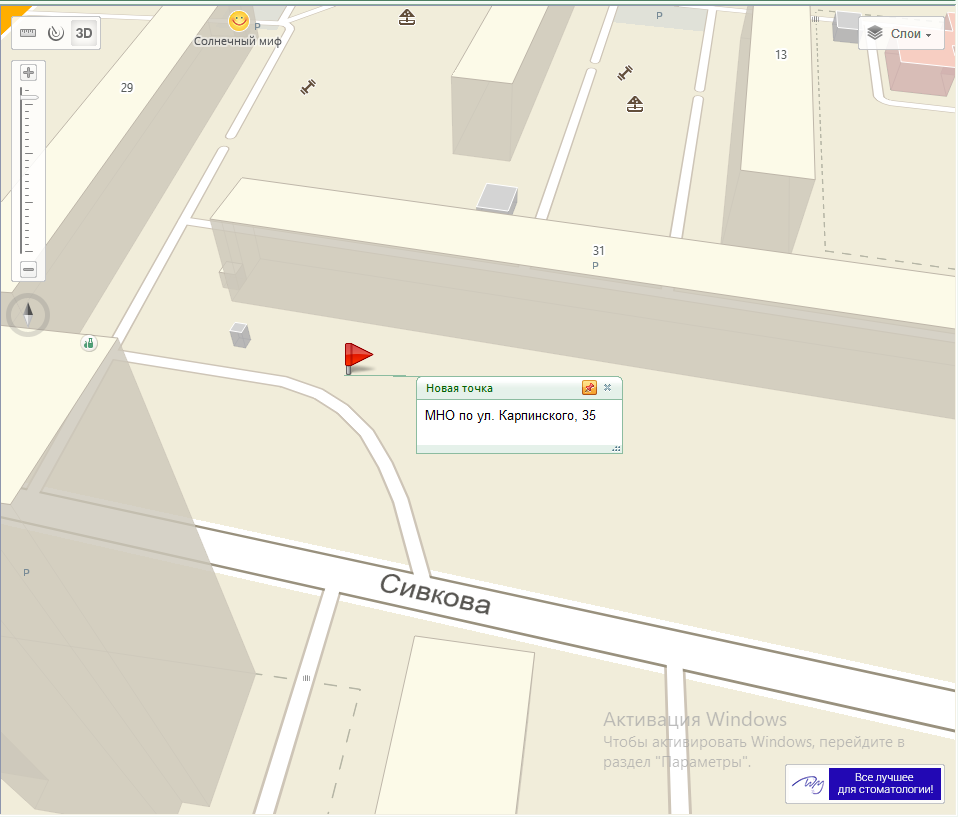 P
P
3D
Солнечный миф
Слои
29
13
31
P
Новая точка
МНО по ул. Карпинского, 35
P
Сивкова
Активация Windows
Чтобы активировать Windows, перейдите в
раздел "Параметры".
Все лучшее
для стоматологии!